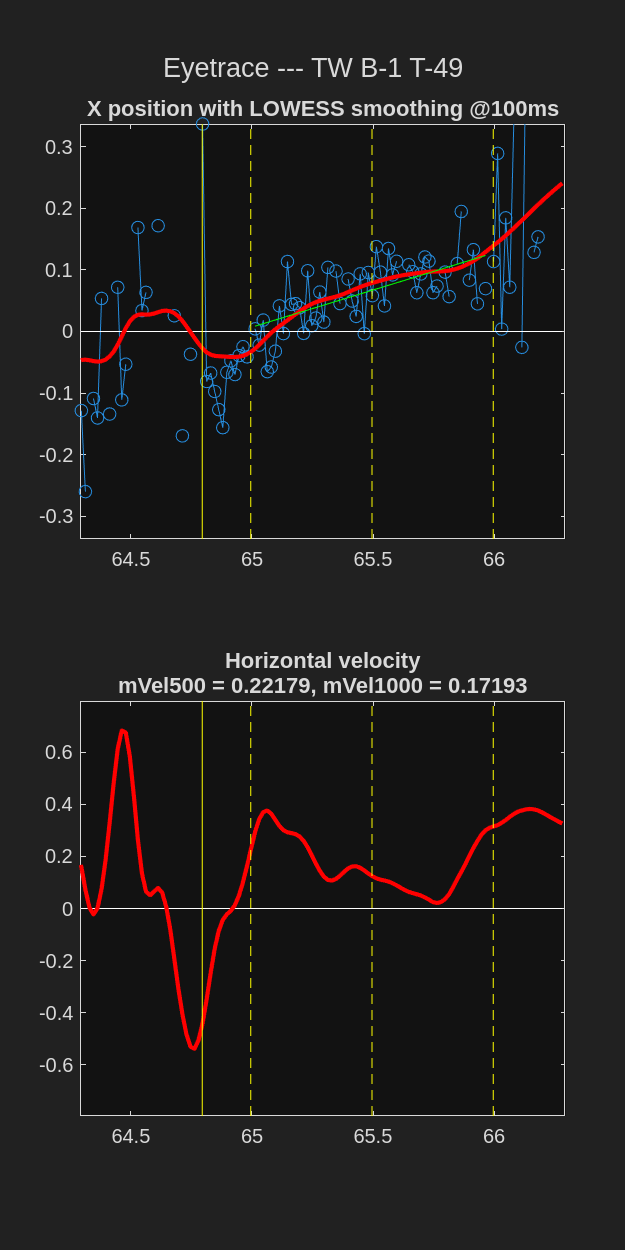 Eyetrace --- TW B-1 T-49
X position with LOWESS smoothing @100ms
0.3
0.2
0.1
0
-0.1
-0.2
-0.3
64.5 65 65.5 66
Horizontal velocity
mVel500 = 0.22179, mVel1000 = 0.17193
0.6
0.4
0.2
0
-0.2
-0.4
-0.6
64.5 65 65.5 66